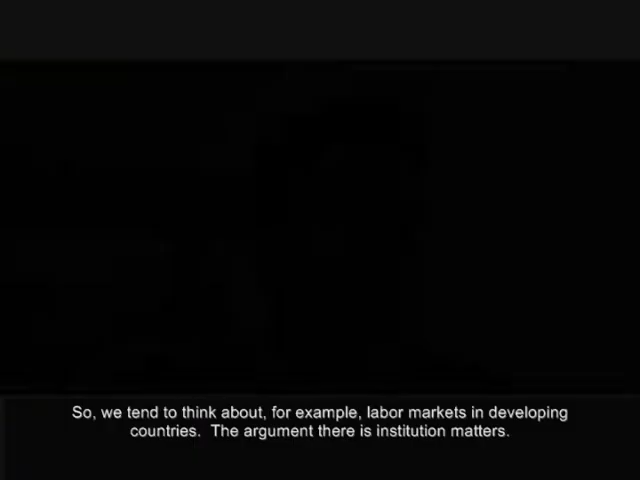 So, we tend to think about, for example, labor markets in developing
countries.  The argument there is institution matters.